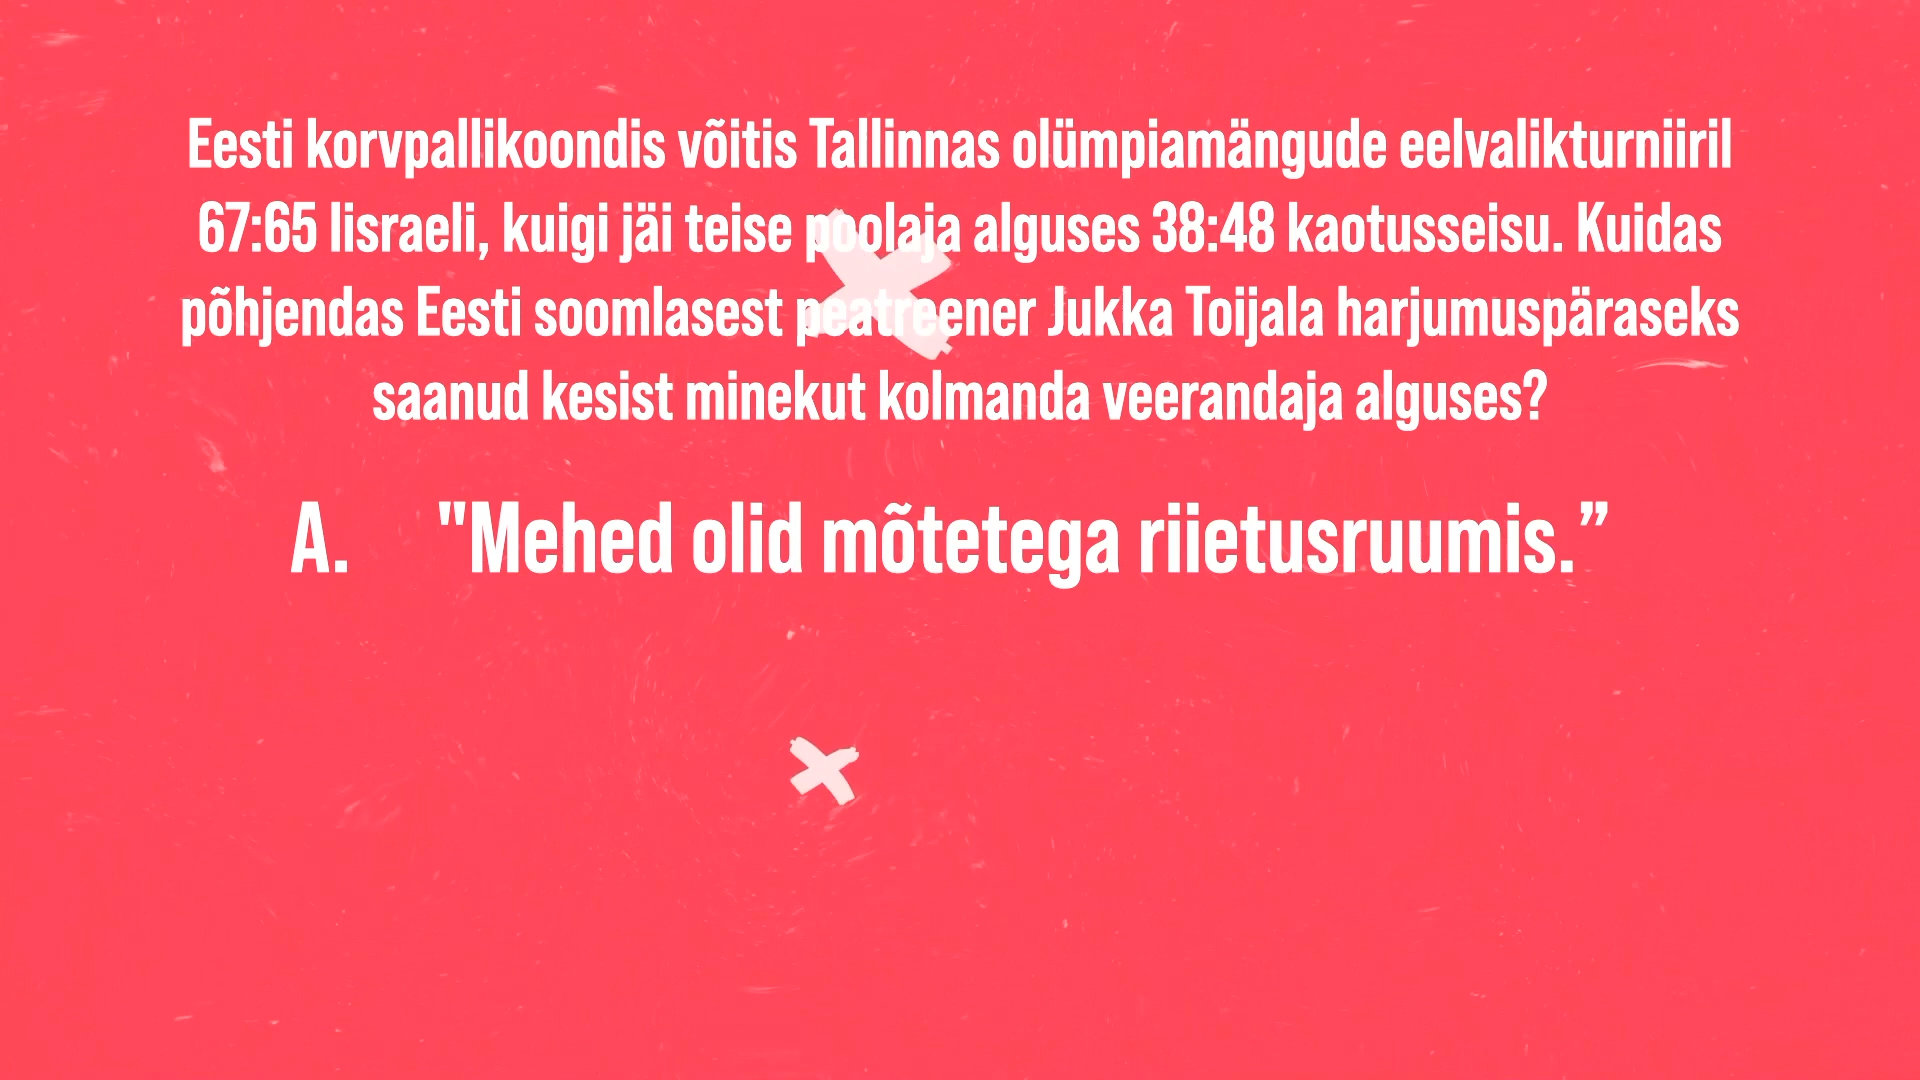 Eesti korvpallikoondis võitis Tallinnas olümpiamängude eelvalikturniiril
67:65 Iisraeli, kuigi jäi teise poolaja alguses 38:48 kaotusseisu. Kuidas
põhjendas Eesti soomlasest peatreener Jukka Toijala harjumuspäraseks
saanud kesist minekut kolmanda veerandaja alguses?
A. "Mehed olid mõtetega riietusruumis.”